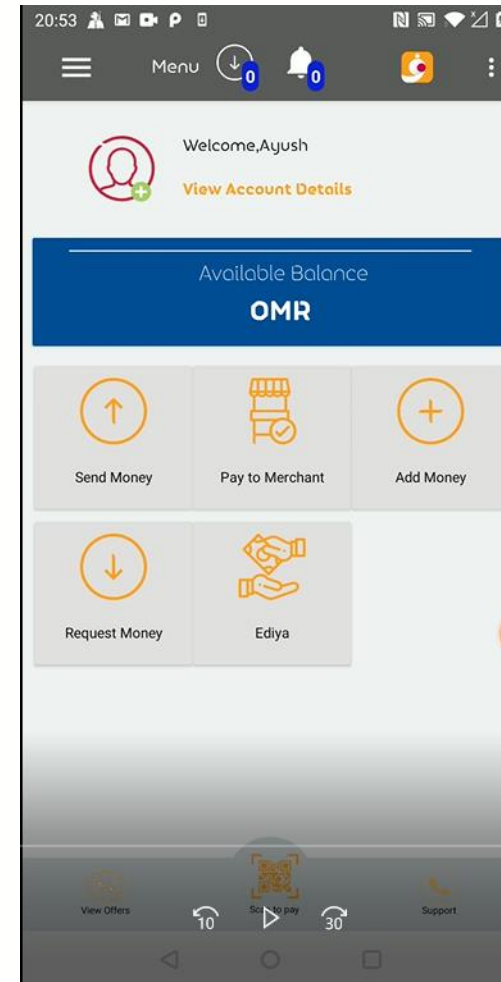 20:53
Menu
0
0
Welcome,Ayush
View Account Details
Available Balance
OMR
Send Money
Pay to Merchant
Add Money
Request Money
Ediya
View Offers
Scan to pay
Support
10
30